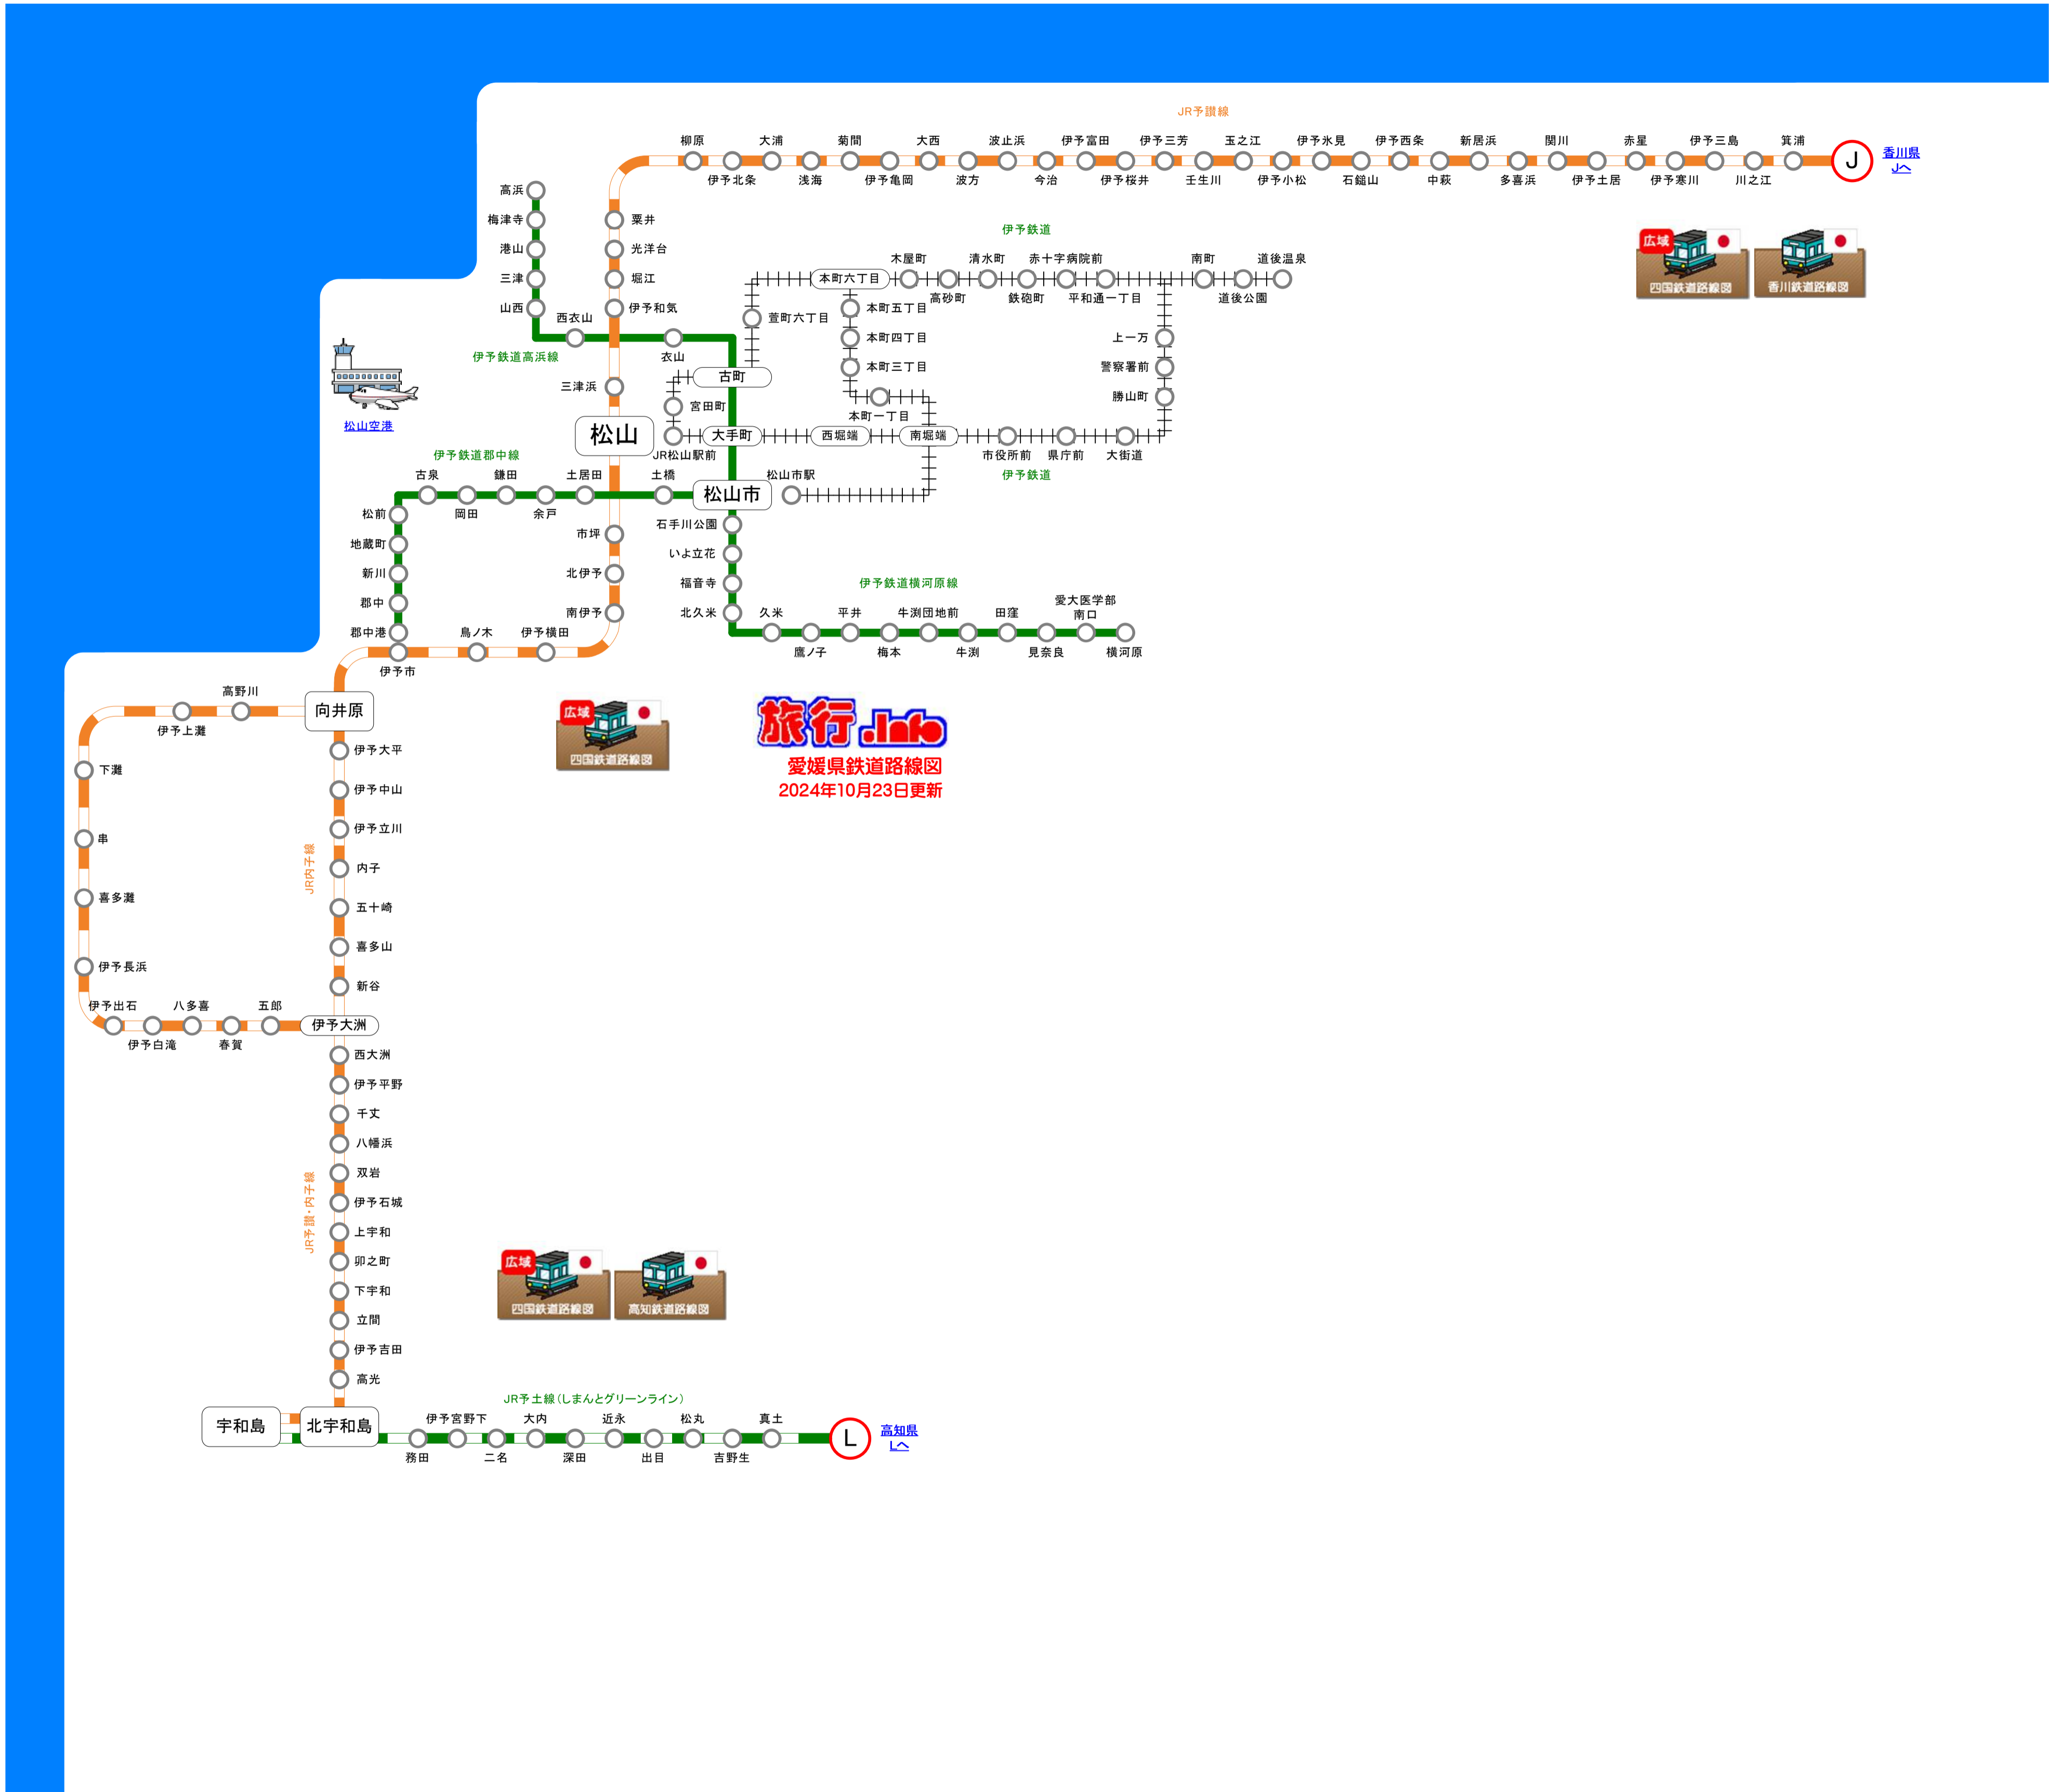 JR予讃線
柳原
大浦
菊間
大西
波止浜
伊予富田
伊予三芳
玉之江
伊予氷見
伊予西条
新居浜
関川
赤星
伊予三島
箕浦
伊予北条
浅海
伊予亀岡
波方
今治
伊予桜井
壬生川
伊予小松
石鎚山
中萩
多喜浜
伊予土居
伊予寒川
川之江
J
香川県
Jへ
高浜
梅津寺
港山
三津
山西
西衣山
衣山
伊予鉄道高浜線
粟井
光洋台
堀江
伊予和気
三津浜
松山
伊予鉄道
木屋町
清水町
赤十字病院前
南町
道後温泉
本町六丁目
高砂町
鉄砲町
平和通一丁目
道後公園
萱町六丁目
本町五丁目
本町四丁目
本町三丁目
本町一丁目
上一万
警察署前
勝山町
古町
宮田町
大手町
西堀端
南堀端
JR松山駅前
市役所前
県庁前
大街道
伊予鉄道
広域
四国鉄道路線図
香川鉄道路線図
松山空港
伊予鉄道郡中線
古泉
鎌田
土居田
土橋
松山市
松山市駅
岡田
余戸
松前
地蔵町
新川
郡中
郡中港
伊予市
鳥ノ木
伊予横田
市坪
北伊予
南伊予
石手川公園
いよ立花
福音寺
北久米
伊予鉄道横河原線
久米
平井
牛渕団地前
田窪
愛大医学部
南口
鷹ノ子
梅本
牛渕
見奈良
横河原
高野川
向井原
伊予上灘
下灘
串
喜多灘
伊予長浜
伊予大平
伊予中山
伊予立川
内子
五十崎
喜多山
新谷
JR内子線
広域
四国鉄道路線図
旅行.Info
愛媛県鉄道路線図
2024年10月23日更新
伊予出石
八多喜
五郎
伊予大洲
伊予白滝
春賀
西大洲
伊予平野
千丈
八幡浜
双岩
伊予石城
上宇和
卯之町
下宇和
立間
伊予吉田
高光
JR予讃・内子線
広域
四国鉄道路線図
高知鉄道路線図
JR予土線(しまんとグリーンライン)
宇和島
北宇和島
伊予宮野下
大内
近永
松丸
真土
務田
二名
深田
出目
吉野生
L
高知県
Lへ